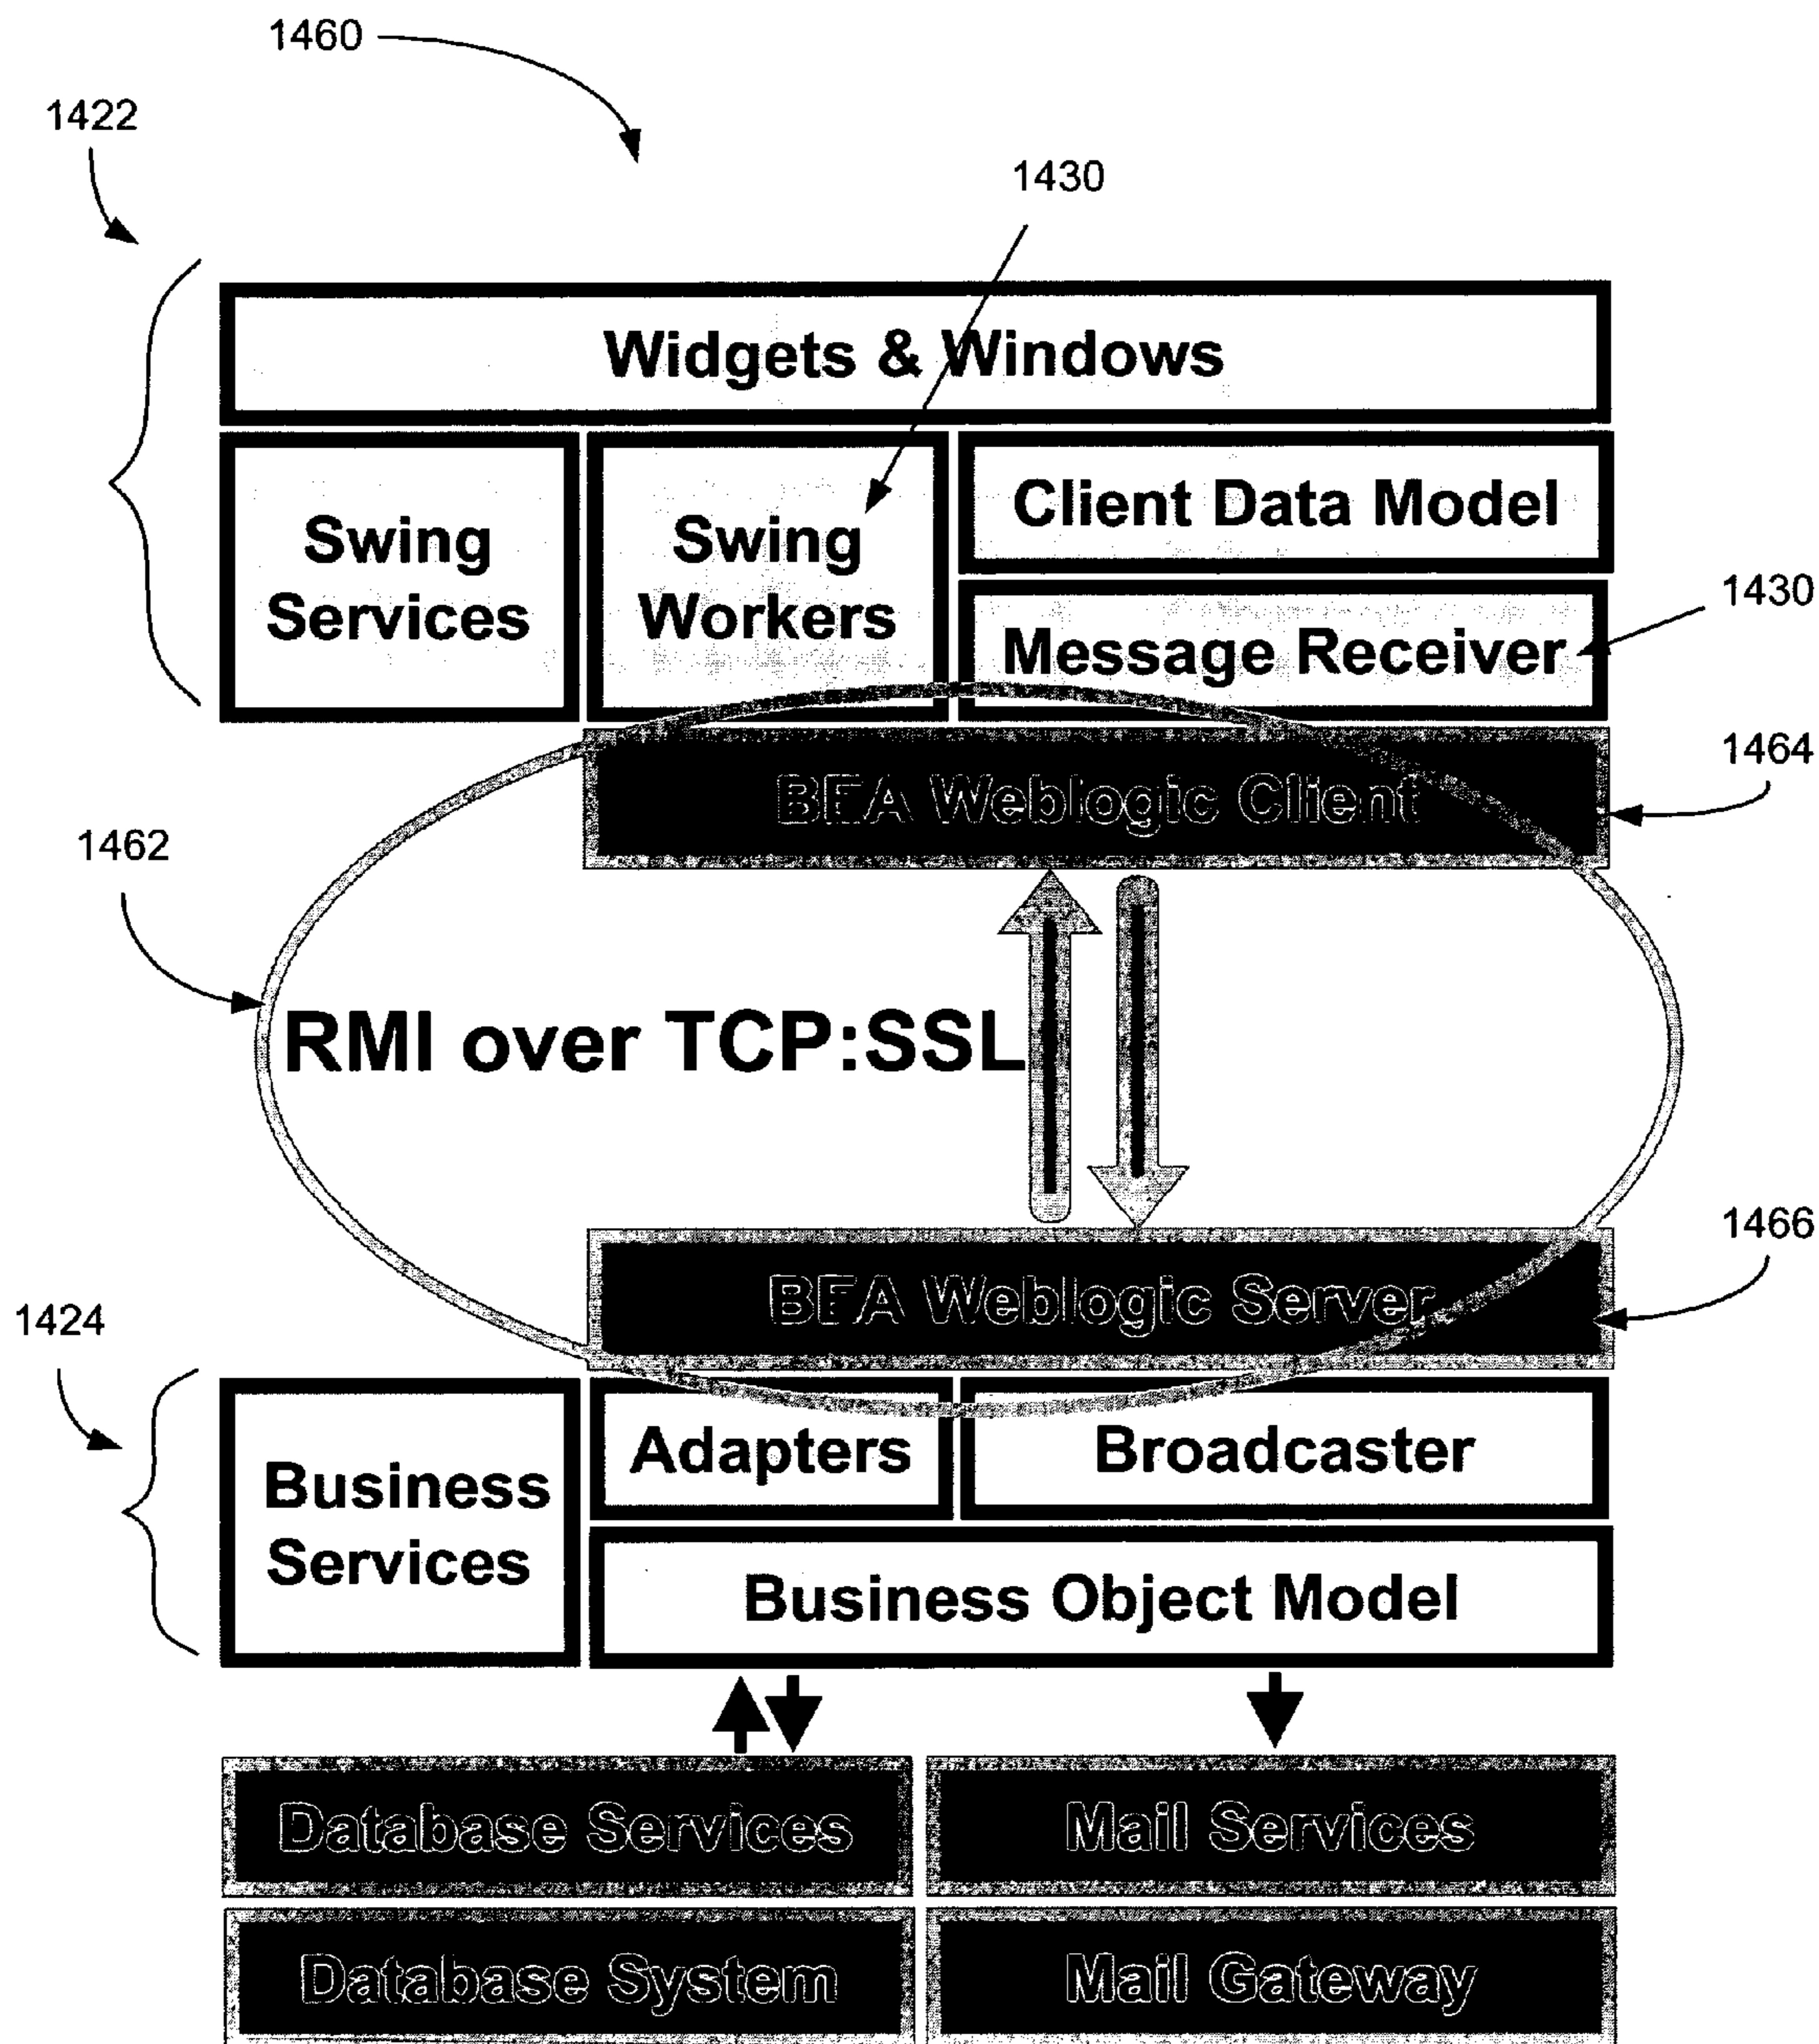 1460
1422
1430
Widgets & Windows
Swing
Services
Swing
Workers
Client Data Model
Message Receiver
1430
BEA Weblogic Client
1464
1462
RMI over TCP:SSL
BEA Weblogic Server
1466
1424
Business
Services
Adapters
Broadcaster
Business Object Model
Database Services
Mail Services
Database System
Mail Gateway